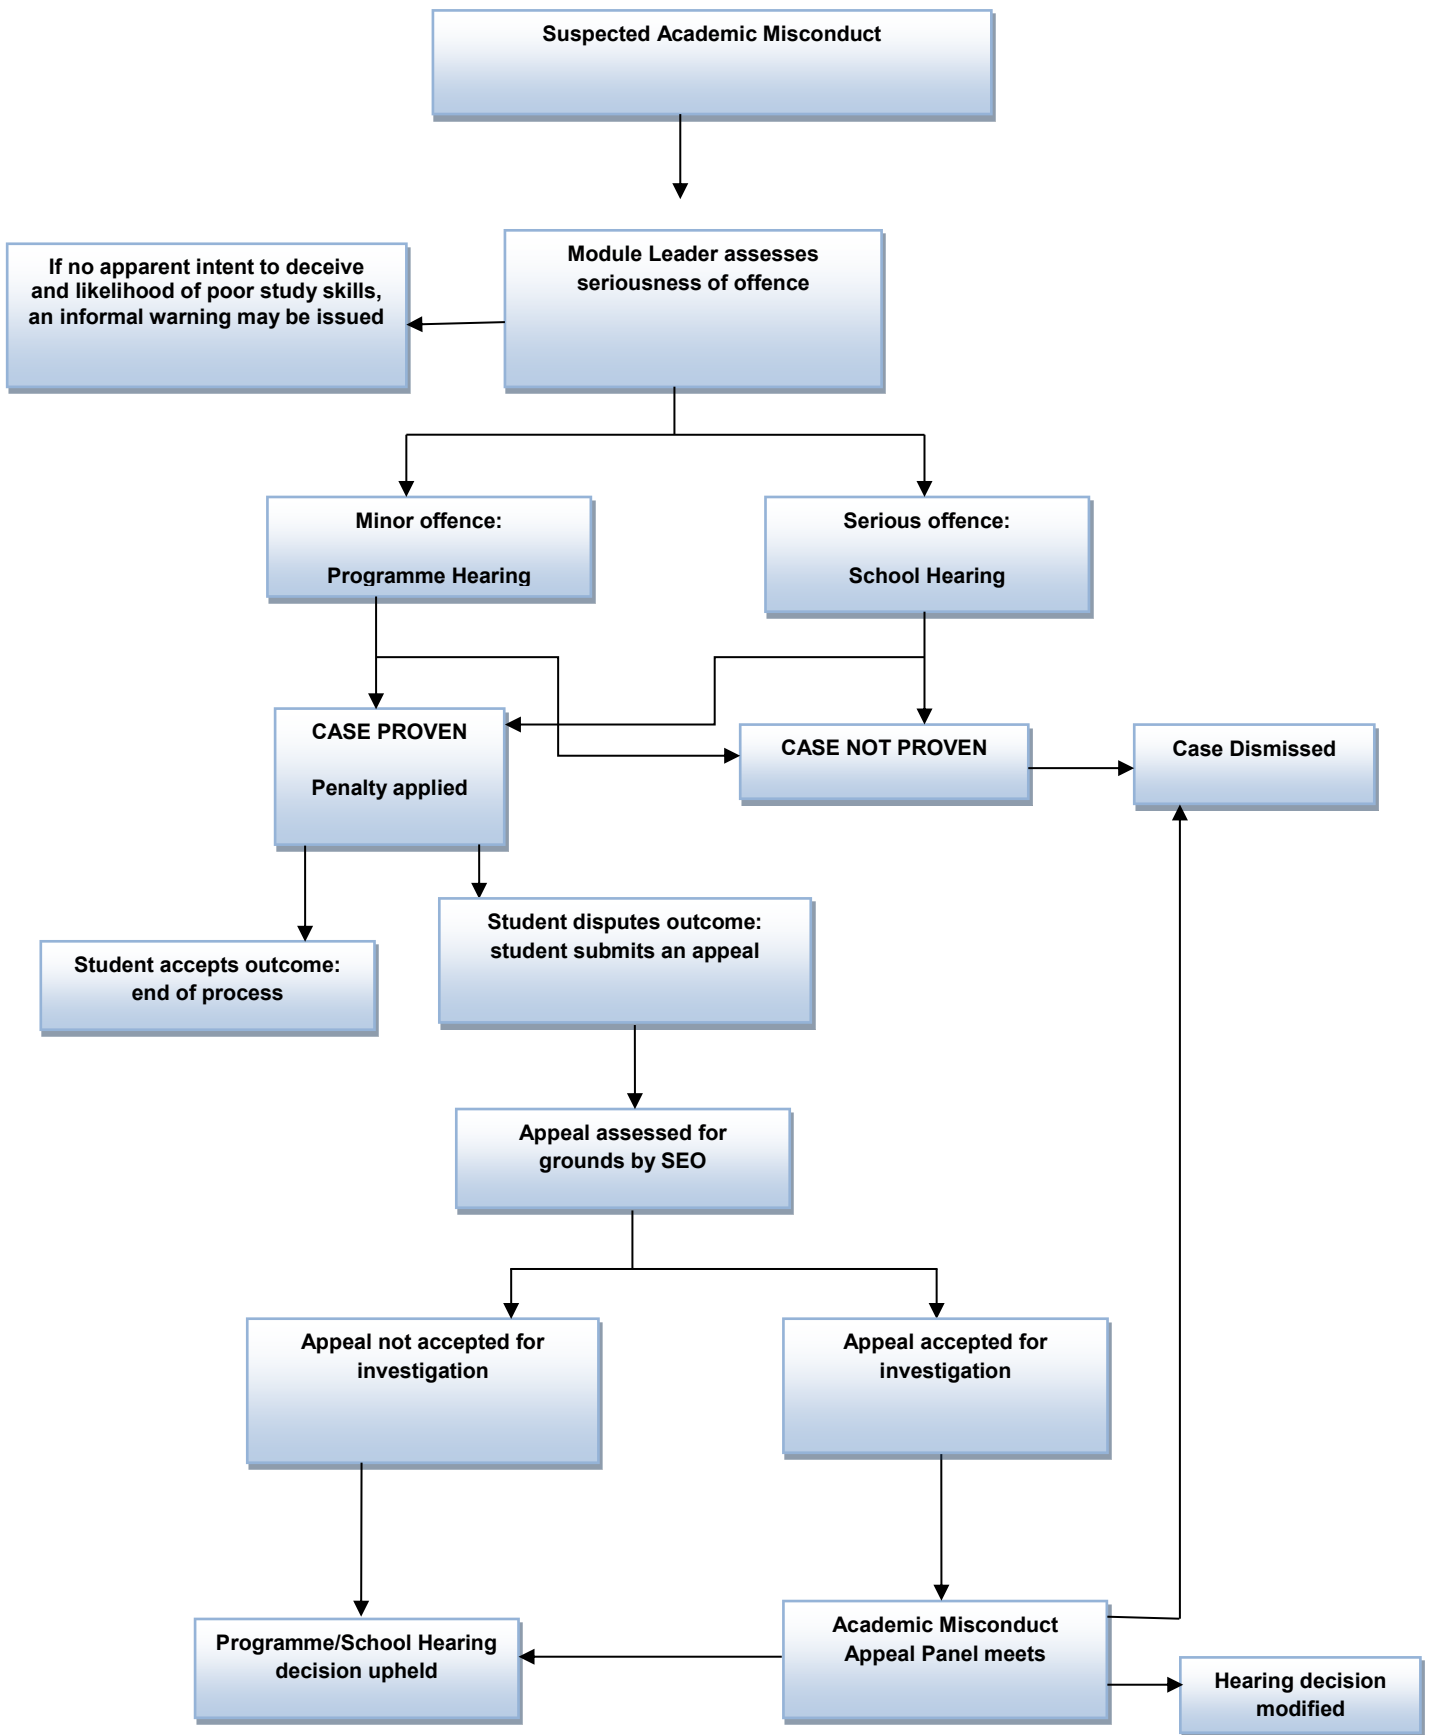 Suspected Academic Misconduct
Module Leader assesses
seriousness of offence
If no apparent intent to deceive
and likelihood of poor study skills,
an informal warning may be issued
Minor offence:
Programme Hearing
Serious offence:
School Hearing
CASE PROVEN
Penalty applied
CASE NOT PROVEN
Case Dismissed
Student disputes outcome:
student submits an appeal
Student accepts outcome:
end of process
Appeal assessed for
grounds by SEO
Appeal not accepted for
investigation
Appeal accepted for
investigation
Programme/School Hearing
decision upheld
Academic Misconduct
Appeal Panel meets
Hearing decision
modified